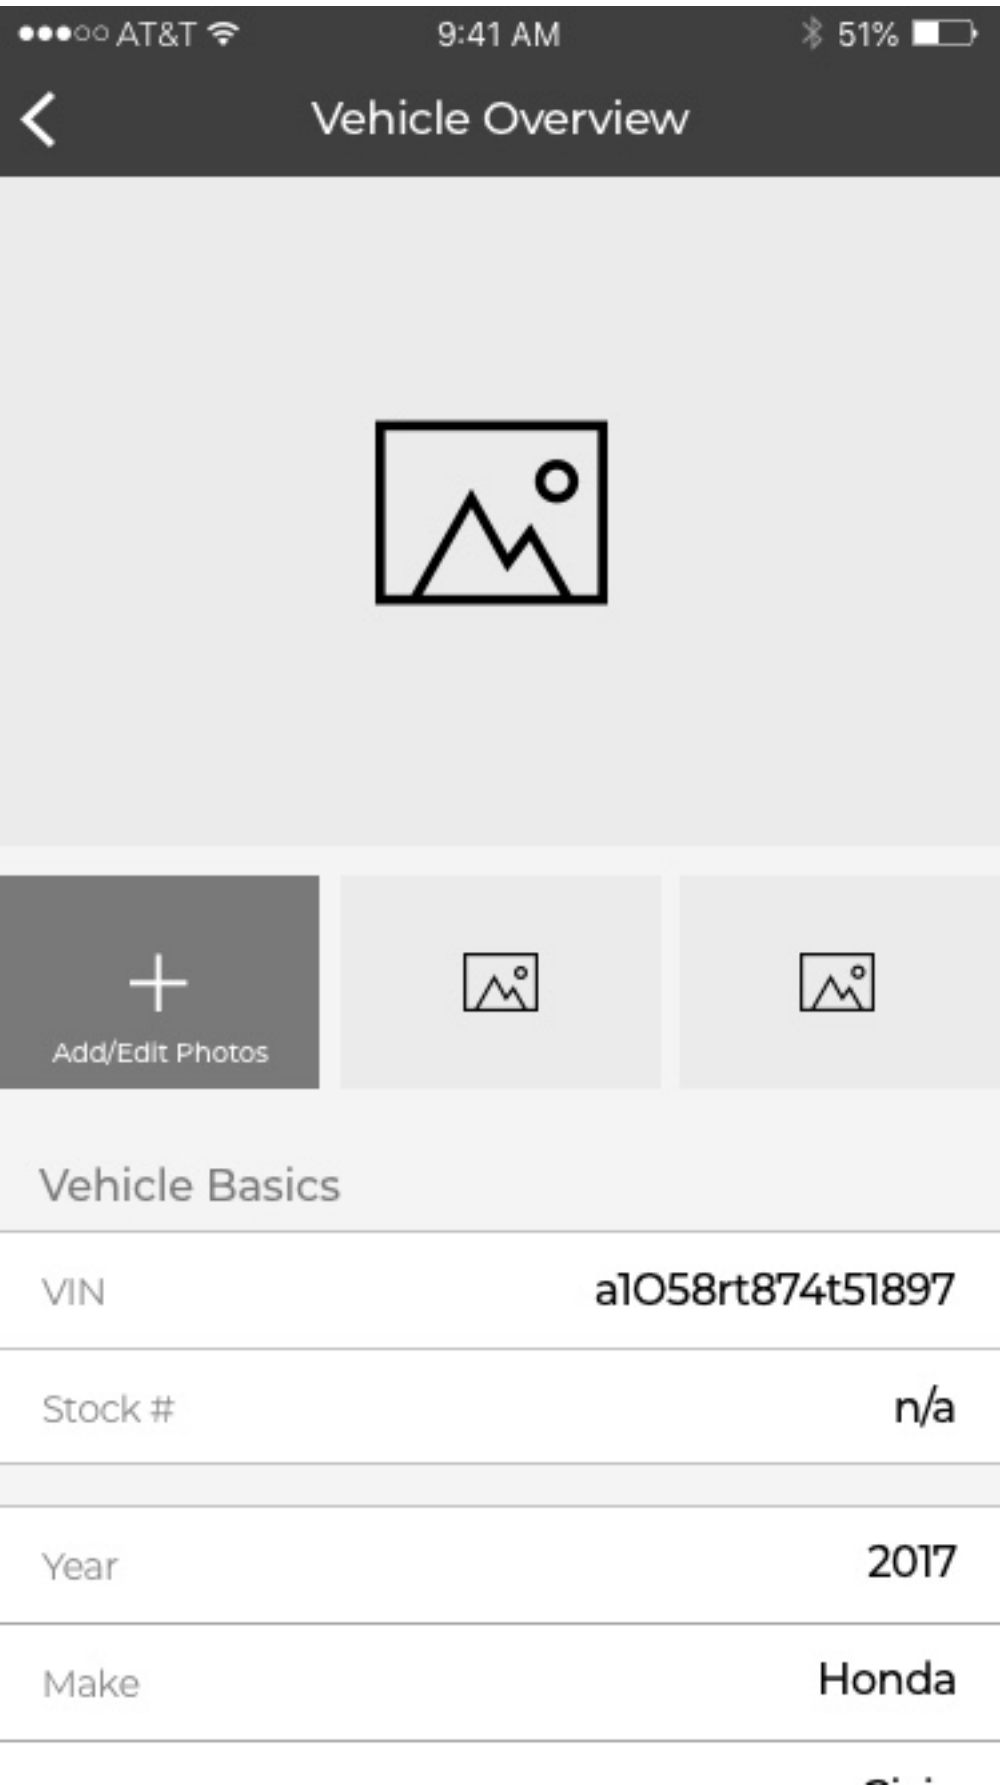 AT&T 9:41 AM 51%
Vehicle Overview
Add/Edit Photos
Vehicle Basics
VIN a1O58rt874t51897
Stock # n/a
Year 2017
Make Honda